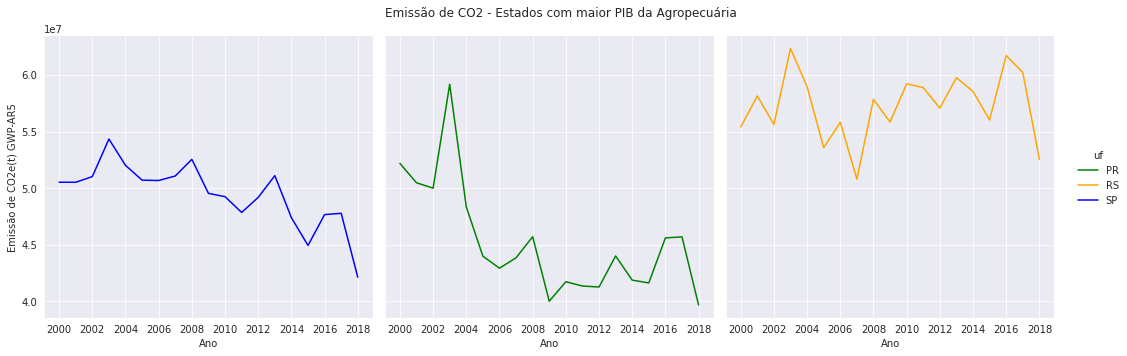 Emissão de CO2 - Estados com maior PIB da Agropecuária
1e7
6.0
5.5
5.0
4.5
4.0
Emissão de CO2e(t) GWP-AR5
2000 2002 2004 2006 2008 2010 2012 2014 2016 2018
Ano
2000 2002 2004 2006 2008 2010 2012 2014 2016 2018
Ano
2000 2002 2004 2006 2008 2010 2012 2014 2016 2018
Ano
uf
PR
RS
SP